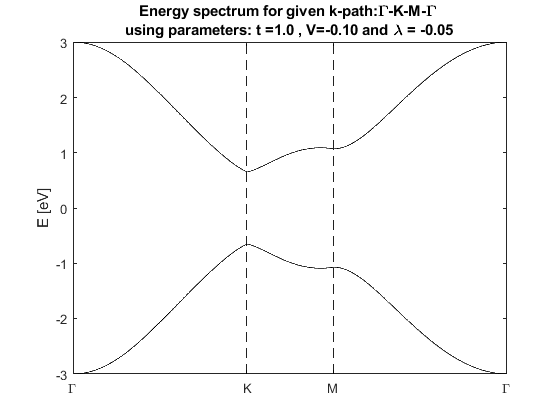 Energy spectrum for given k-path:Γ-K-M-Γ
using parameters: t =1.0 , V=-0.10 and λ = -0.05
3
2
1
0
-1
-2
-3
E [eV]
Γ
K
M
Γ